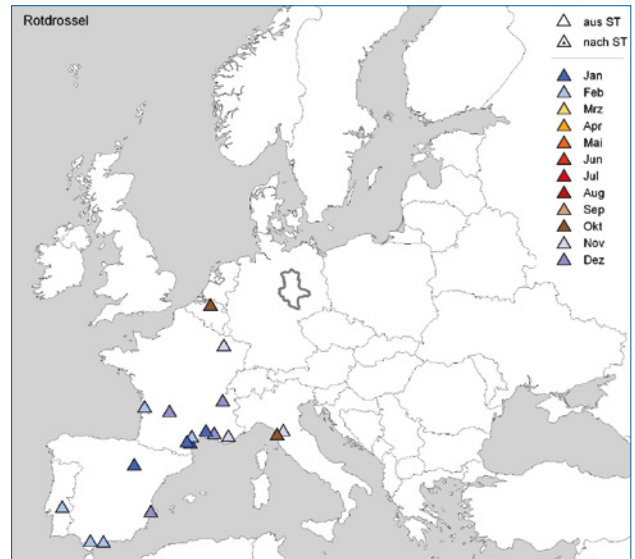 Rotdrossel
aus ST
nach ST
Jan
Feb
Mrz
Apr
Mai
Jun
Jul
Aug
Sep
Okt
Nov
Dez